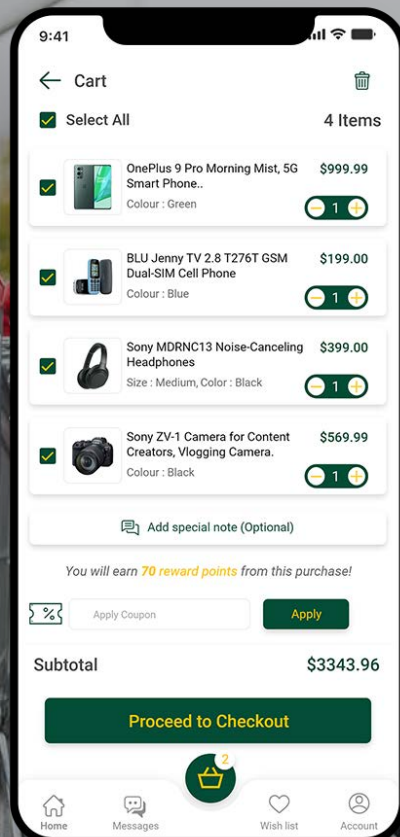 9:41
Cart
Select All
4 Items
OnePlus 9 Pro Morning Mist, 5G
Smart Phone..
$999.99
Colour : Green
1
BLU Jenny TV 2.8 T276T GSM
Dual-SIM Cell Phone
$199.00
Colour : Blue
1
Sony MDRNC13 Noise-Canceling
Headphones
$399.00
Size : Medium, Color : Black
1
Sony ZV-1 Camera for Content
Creators, Vlogging Camera.
$569.99
Colour : Black
1
Add special note (Optional)
You will earn 70 reward points from this purchase!
%
Apply Coupon
Apply
Subtotal
$3343.96
Proceed to Checkout
2
Home
Messages
Wish list
Account